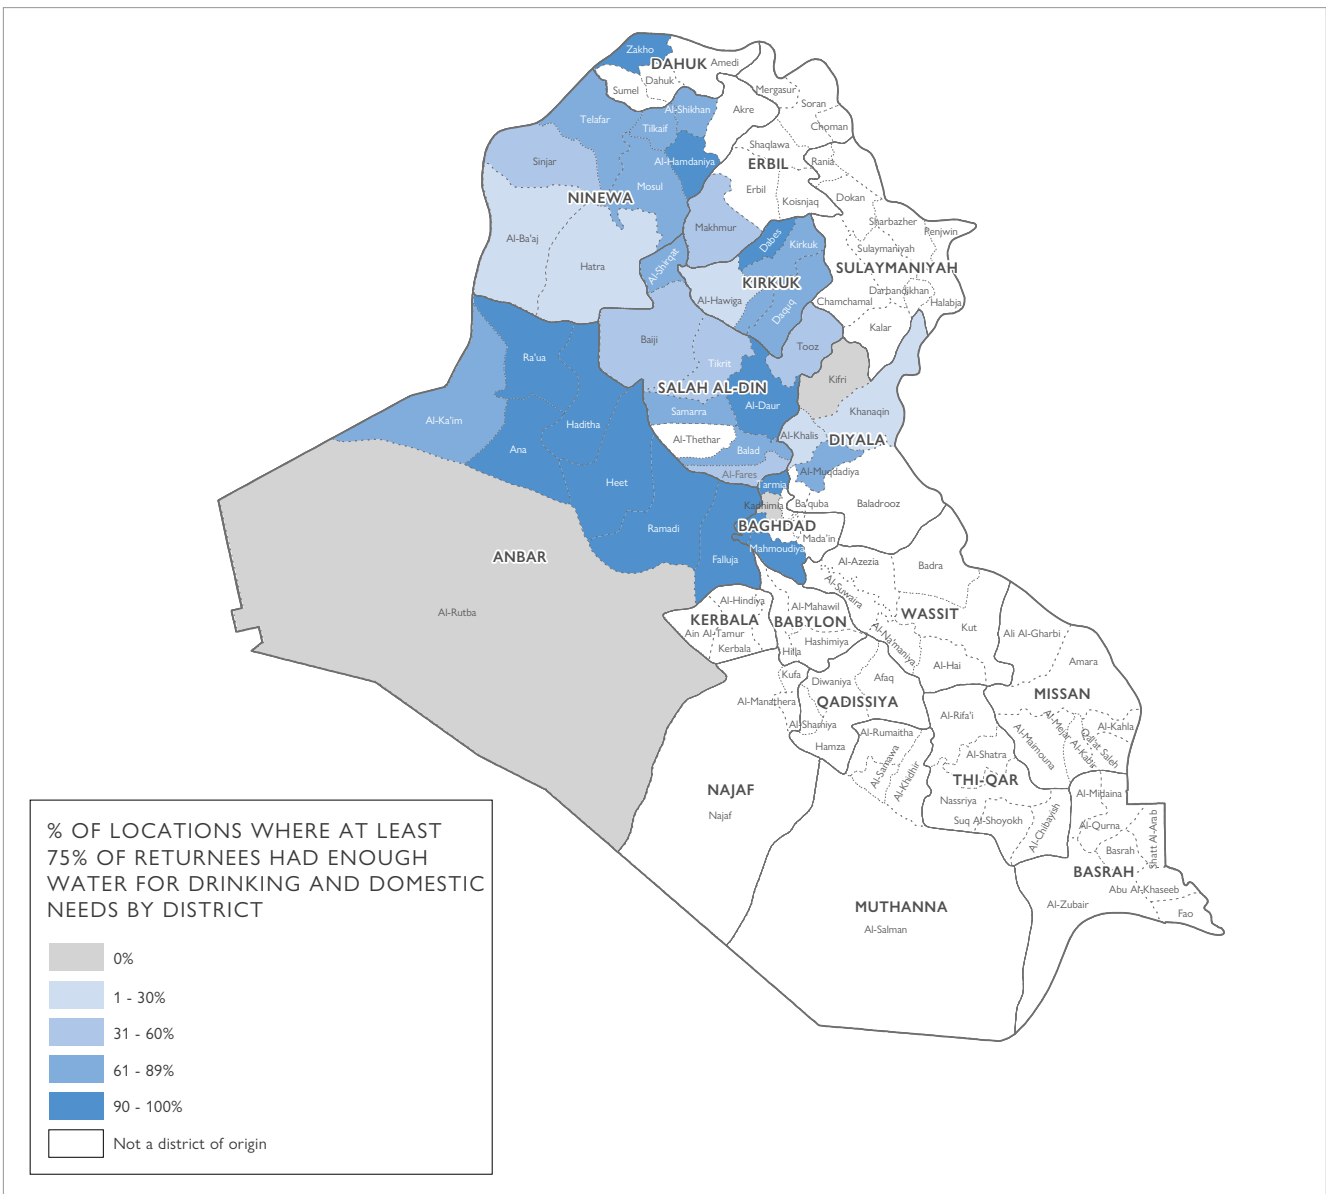 Zakho
DAHUK
Amedi
Dahuk
Sumel
Mergasur
Soran
Al-Shikhan
Akre
Telafar
Tilkaif
Choman
Shaqlawa
Sinjar
Al-Hamdaniya
ERBIL
Rania
Mosul
Erbil
NINEWA
Koisnjaq
Dokan
Makhmur
Sharbazher
Penjwin
Al-Ba'aj
Dabes
Kirkuk
Sulaymaniyah
Hatra
Al-Shirqat
SULAYMANIYAH
KIRKUK
Darbandikhan
Al-Hawiga
Daquq
Chamchamal
Halabja
Kalar
Baiji
Tooz
Ra'ua
Tikrit
Kifri
SALAH AL-DIN
Al-Daur
Samarra
Khanaqin
Al-Ka'im
Haditha
Al-Thethar
Al-Khalis
DIYALA
Ana
Balad
Al-Fares
Al-Muqdadiya
Heet
Tarmia
Kadhimia
Ba'quba
Baladrooz
Ramadi
BAGHDAD
Mada'in
Mahmoudiya
ANBAR
Falluja
Al-Azezia
Badra
Al-Suwaira
Al-Rutba
Al-Hindiya
Al-Mahawil
WASSIT
KERBALA
BABYLON
Kut
Ain Al-Tamur
Hashimiya
Al-Na'maniya
Ali Al-Gharbi
Kerbala
Hilla
Al-Hai
Amara
Kufa
Diwaniya
Afaq
MISSAN
Al-Manathera
QADISSIYA
Al-Rifa'i
Al-Shamiya
Al-Rumaitha
Al-Kahla
Al-Mejar Al-Kabir
Qal'at Saleh
Al-Maimouna
Hamza
Al-Samawa
Al-Khidhir
Al-Shatra
THI-QAR
NAJAF
Najaf
Nassriya
Suq Al-Shoyokh
Al-Chibayish
Al-Midaina
Al-Qurna
Shatt Al-Arab
Basrah
BASRAH
Abu Al-Khaseeb
Al-Zubair
Fao
MUTHANNA
Al-Salman
% OF LOCATIONS WHERE AT LEAST
75% OF RETURNEES HAD ENOUGH
WATER FOR DRINKING AND DOMESTIC
NEEDS BY DISTRICT
0%
1 - 30%
31 - 60%
61 - 89%
90 - 100%
Not a district of origin